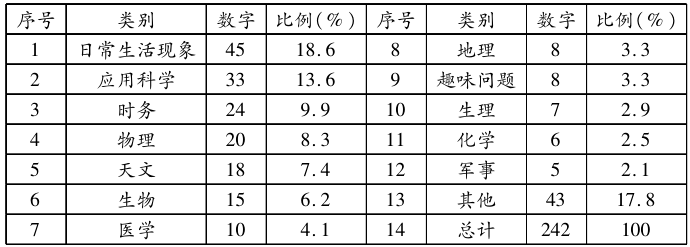 序号 类别 数字 比例(%) 序号 类别 数字 比例(%)
1 日常生活现象 45 18.6 8 地理 8 3.3
2 应用科学 33 13.6 9 趣味问题 8 3.3
3 时务 24 9.9 10 生理 7 2.9
4 物理 20 8.3 11 化学 6 2.5
5 天文 18 7.4 12 军事 5 2.1
6 生物 15 6.2 13 其他 43 17.8
7 医学 10 4.1 14 总计 242 100